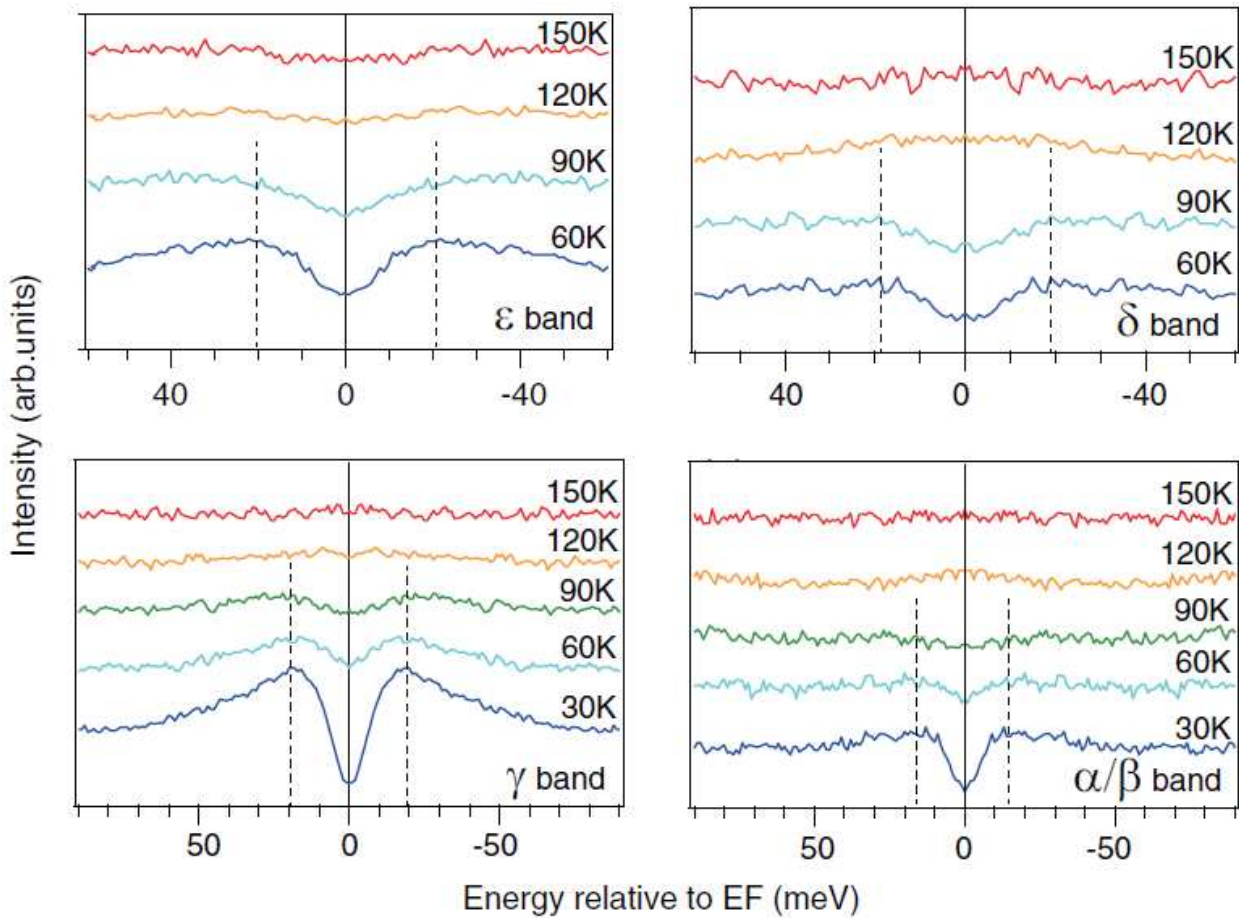 Intensity (arb.units)
150K
120K
90K
60K
ε band
40
0
-40
150K
120K
90K
60K
δ band
40
0
-40
150K
120K
90K
60K
30K
γ band
50
0
-50
150K
120K
90K
60K
30K
α/β band
50
0
-50
Energy relative to EF (meV)